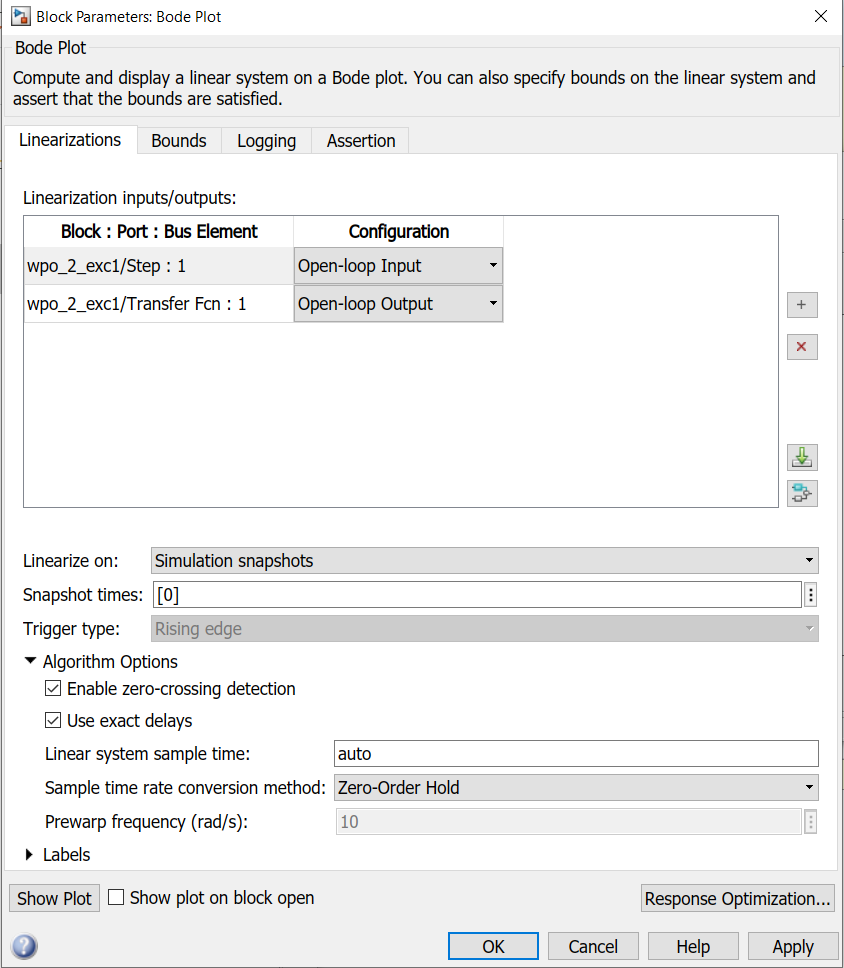 Block Parameters: Bode Plot
Bode Plot
Compute and display a linear system on a Bode plot. You can also specify bounds on the linear system and
assert that the bounds are satisfied.
Linearizations Bounds Logging Assertion
Linearization inputs/outputs:
Block : Port : Bus Element Configuration
wpo_2_exc1/Step : 1 Open-loop Input
wpo_2_exc1/Transfer Fcn : 1 Open-loop Output
Linearize on: Simulation snapshots
Snapshot times: [0]
Trigger type: Rising edge
Algorithm Options
Enable zero-crossing detection
Use exact delays
Linear system sample time: auto
Sample time rate conversion method: Zero-Order Hold
Prewarp frequency (rad/s): 10
Labels
Show Plot Show plot on block open Response Optimization...
OK Cancel Help Apply